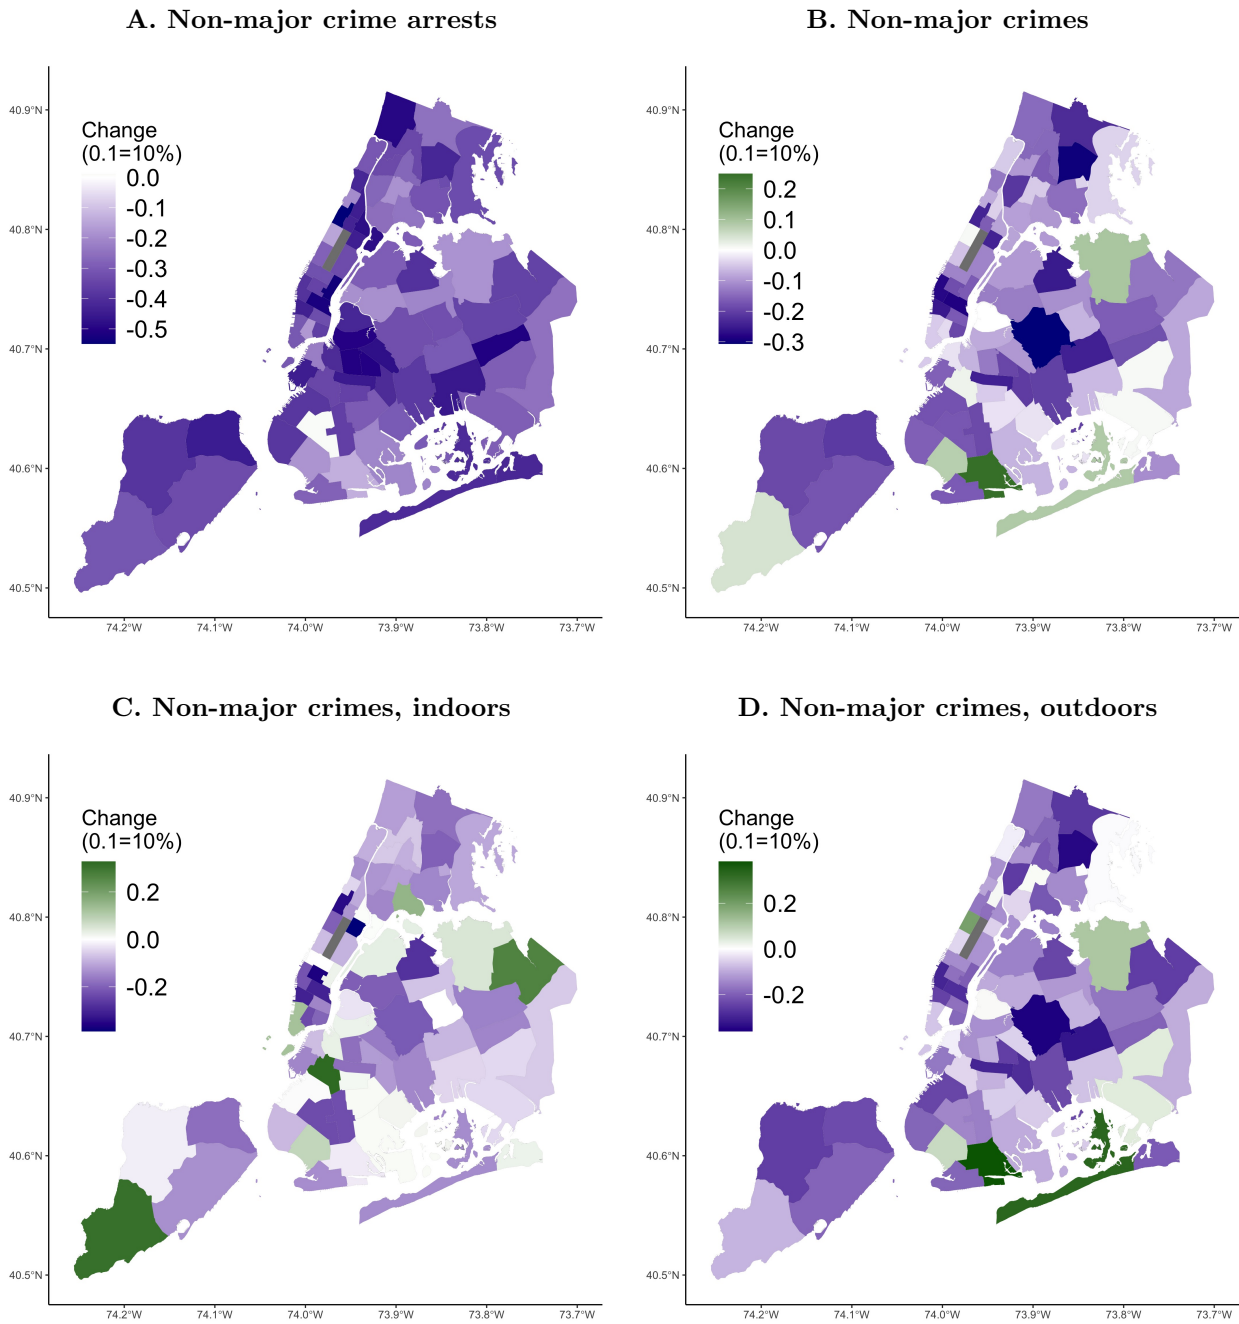 A. Non-major crime arrests
Change
(0.1=10%)
0.0
-0.1
-0.2
-0.3
-0.4
-0.5
40.9°N
40.8°N
40.7°N
40.6°N
40.5°N
74.2°W 74.1°W 74.0°W 73.9°W 73.8°W 73.7°W
B. Non-major crimes
Change
(0.1=10%)
0.2
0.1
0.0
-0.1
-0.2
-0.3
40.9°N
40.8°N
40.7°N
40.6°N
40.5°N
74.2°W 74.1°W 74.0°W 73.9°W 73.8°W 73.7°W
C. Non-major crimes, indoors
Change
(0.1=10%)
0.2
0.0
-0.2
40.9°N
40.8°N
40.7°N
40.6°N
40.5°N
74.2°W 74.1°W 74.0°W 73.9°W 73.8°W 73.7°W
D. Non-major crimes, outdoors
Change
(0.1=10%)
0.2
0.0
-0.2
40.9°N
40.8°N
40.7°N
40.6°N
40.5°N
74.2°W 74.1°W 74.0°W 73.9°W 73.8°W 73.7°W